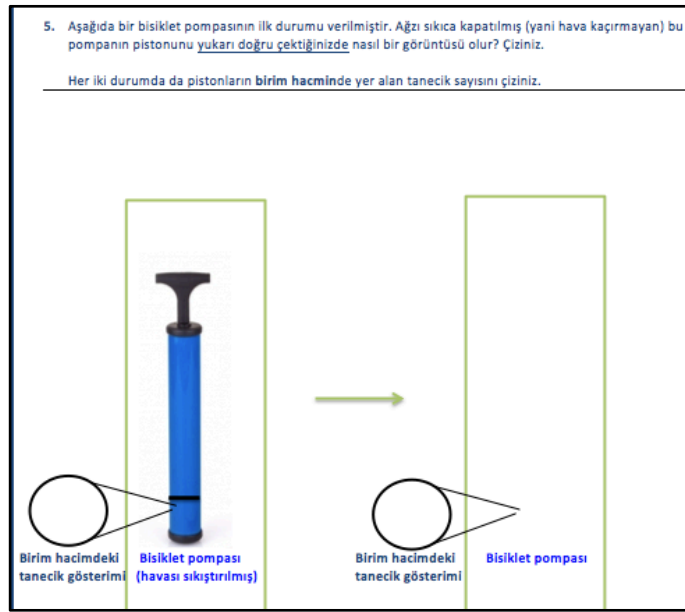 5. Aşağıda bir bisiklet pompasının ilk durumu verilmiştir. Ağzı sıkıca kapatılmış (yani hava kaçırmayan) bu
pompanın pistonunu yukarı doğru çektiğinizde nasıl bir görüntüsü olur? Çiziniz.
Her iki durumda da pistonların birim hacminde yer alan tanecik sayısını çiziniz.
Birim hacimdeki
tanecik gösterimi
Bisiklet pompası
(havası sıkıştırılmış)
Birim hacimdeki
tanecik gösterimi
Bisiklet pompası